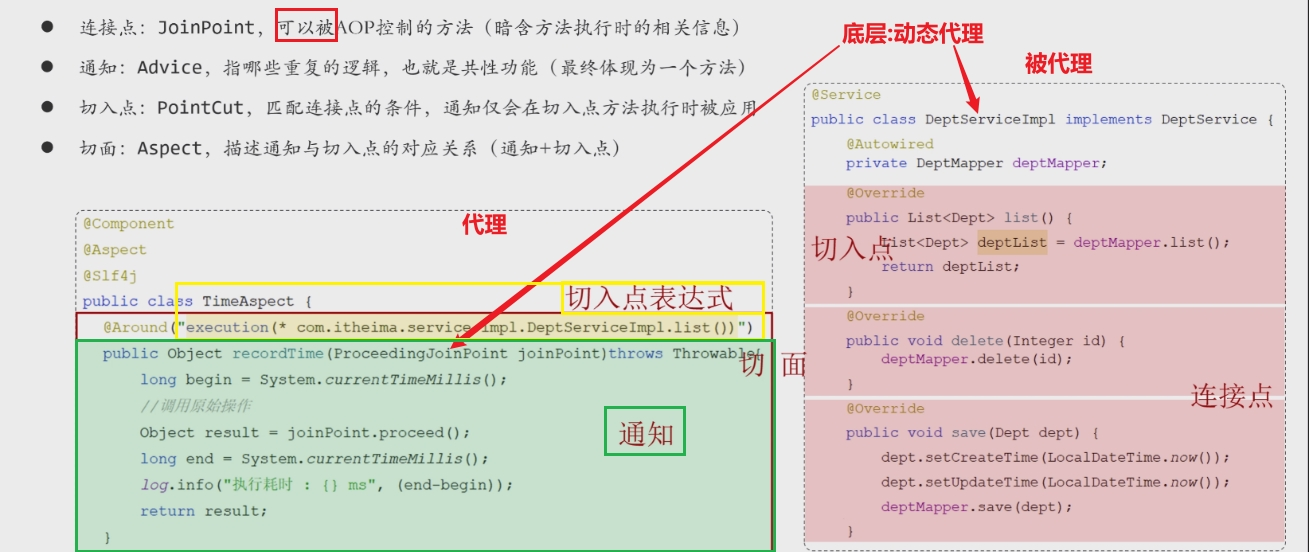 ● 连接点：JoinPoint，可以被AOP控制的方法（暗含方法执行时的相关信息）
● 通知：Advice，指哪些重复的逻辑，也就是共性功能（最终体现为一个方法）
● 切入点：PointCut，匹配连接点的条件，通知仅会在切入点方法执行时被应用
● 切面：Aspect，描述通知与切入点的对应关系（通知+切入点）
底层:动态代理
被代理
代理
@Component
@Aspect
@Slf4j
public class TimeAspect {
切入点表达式
@Around("execution(* com.itheima.service.impl.DeptServiceImpl.list())")
public Object recordTime(ProceedingJoinPoint joinPoint)throws Throwable{
long begin = System.currentTimeMillis();
//调用原始操作
Object result = joinPoint.proceed();
long end = System.currentTimeMillis();
log.info("执行耗时 : {} ms", (end-begin));
return result;
}
通知
切 面
@Service
public class DeptServiceImpl implements DeptService {
@Autowired
private DeptMapper deptMapper;
@Override
public List<Dept> list() {
List<Dept> deptList = deptMapper.list();
return deptList;
}
切入点
@Override
public void delete(Integer id) {
deptMapper.delete(id);
}
连接点
@Override
public void save(Dept dept) {
dept.setCreateTime(LocalDateTime.now());
dept.setUpdateTime(LocalDateTime.now());
deptMapper.save(dept);
}